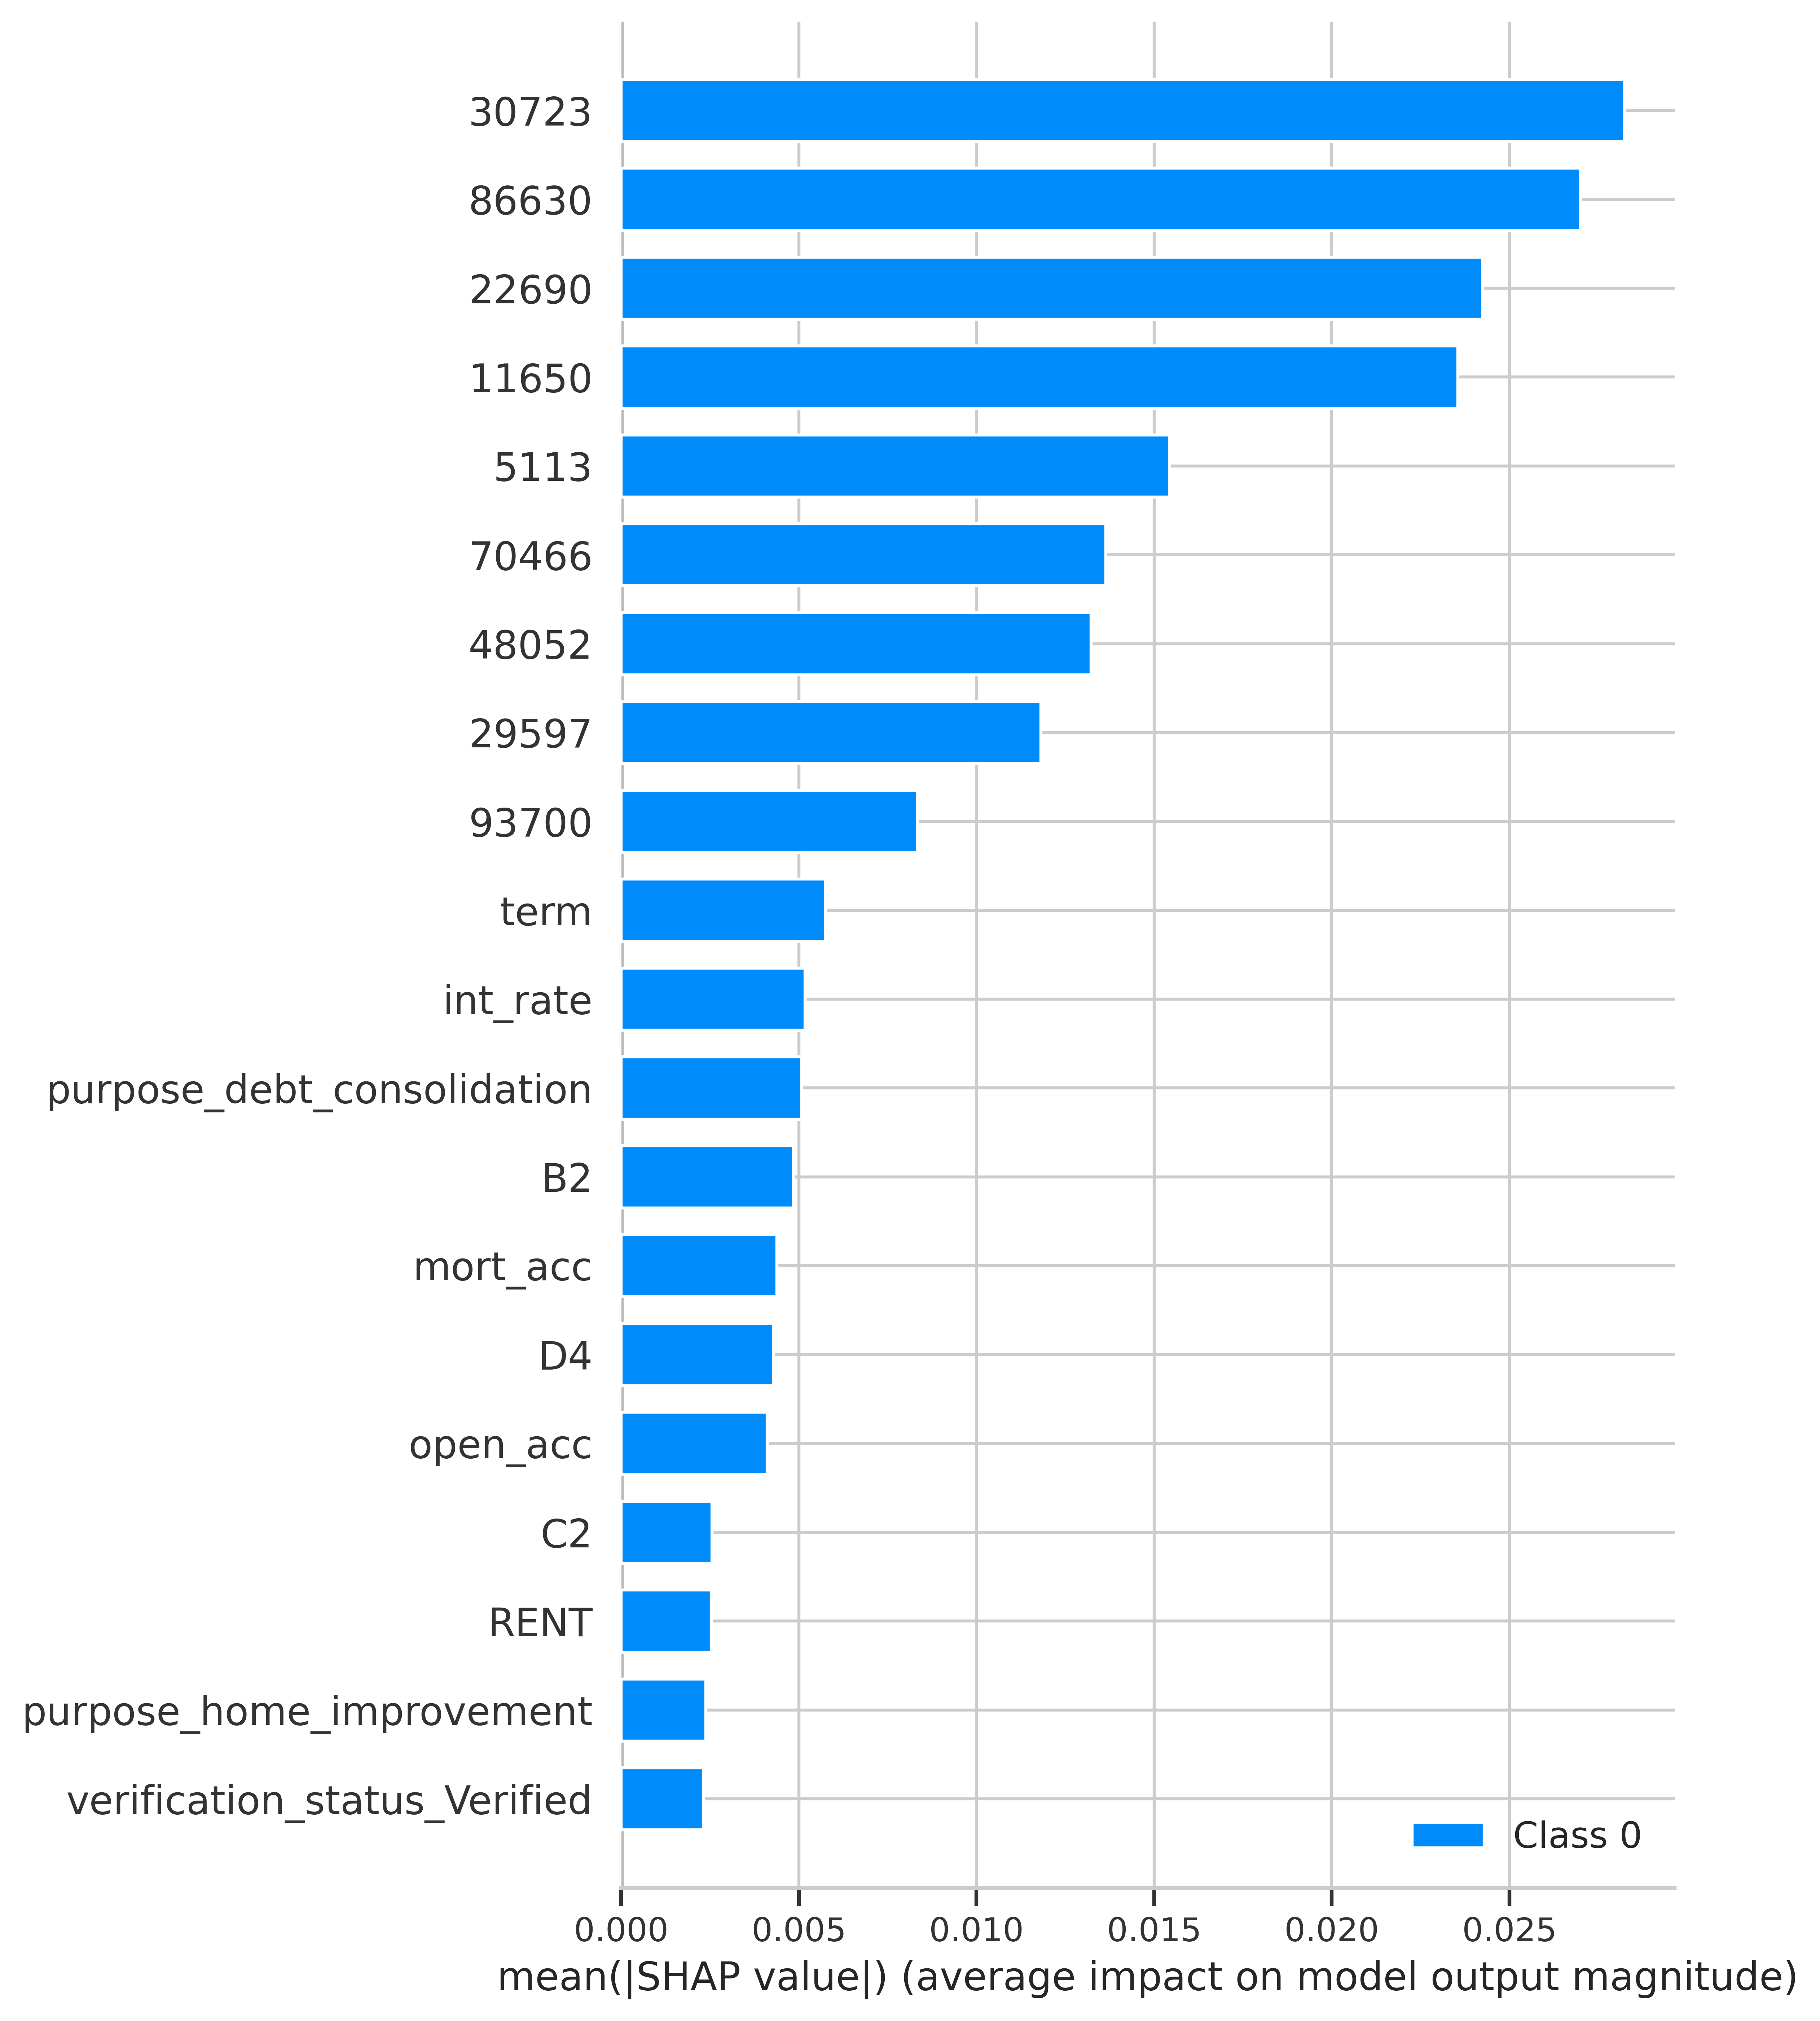 30723
86630
22690
11650
5113
70466
48052
29597
93700
term
int_rate
purpose_debt_consolidation
B2
mort_acc
D4
open_acc
C2
RENT
purpose_home_improvement
verification_status_Verified
Class 0
0.000 0.005 0.010 0.015 0.020 0.025
mean(|SHAP value|) (average impact on model output magnitude)